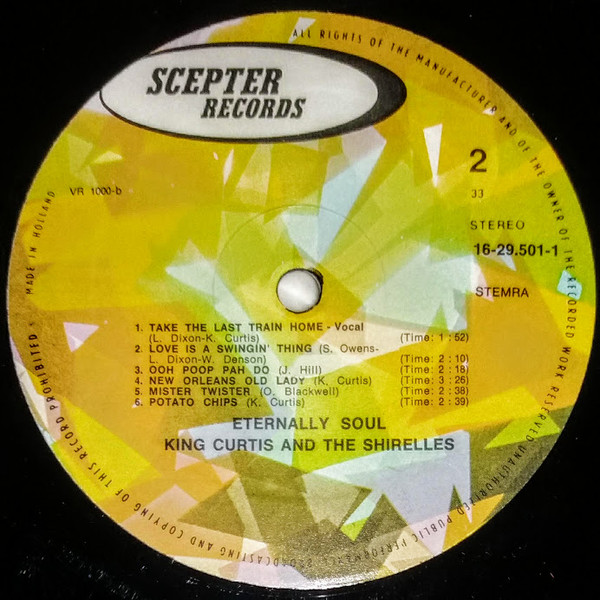 SCEPTER
RECORDS
ALL RIGHTS OF THE MANUFACTURER AND OF THE OWNER OF THE RECORDED WORK RESERVED UNAUTHORISED PUBLIC PERFORMANCE BROADCASTING AND COPYING OF THIS RECORD PROHIBITED
MADE IN HOLLAND
VR 1000-b
2
33
STEREO
16-29.501-1
STEMRA
1. TAKE THE LAST TRAIN HOME - Vocal
(L. Dixon-K. Curtis) (Time: 1 : 52)
2. LOVE IS A SWINGIN' THING (S. Owens-
L. Dixon-W. Denson) (Time: 2 : 10)
3. OOH POOP PAH DO (J. Hill) (Time: 2 : 18)
4. NEW ORLEANS OLD LADY (K. Curtis) (Time: 3 : 26)
5. MISTER TWISTER (O. Blackwell) (Time: 2 : 38)
6. POTATO CHIPS (K. Curtis) (Time: 2 : 39)
ETERNALLY SOUL
KING CURTIS AND THE SHIRELLES